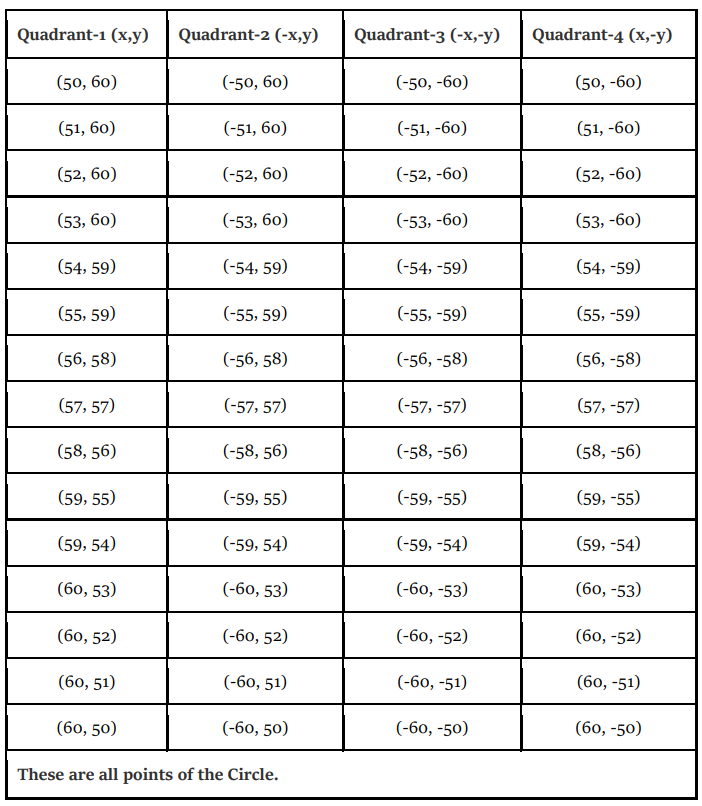 Quadrant-1 (x,y) Quadrant-2 (-x,y) Quadrant-3 (-x,-y) Quadrant-4 (x,-y)
(50, 60) (-50, 60) (-50, -60) (50, -60)
(51, 60) (-51, 60) (-51, -60) (51, -60)
(52, 60) (-52, 60) (-52, -60) (52, -60)
(53, 60) (-53, 60) (-53, -60) (53, -60)
(54, 59) (-54, 59) (-54, -59) (54, -59)
(55, 59) (-55, 59) (-55, -59) (55, -59)
(56, 58) (-56, 58) (-56, -58) (56, -58)
(57, 57) (-57, 57) (-57, -57) (57, -57)
(58, 56) (-58, 56) (-58, -56) (58, -56)
(59, 55) (-59, 55) (-59, -55) (59, -55)
(59, 54) (-59, 54) (-59, -54) (59, -54)
(60, 53) (-60, 53) (-60, -53) (60, -53)
(60, 52) (-60, 52) (-60, -52) (60, -52)
(60, 51) (-60, 51) (-60, -51) (60, -51)
(60, 50) (-60, 50) (-60, -50) (60, -50)
These are all points of the Circle.